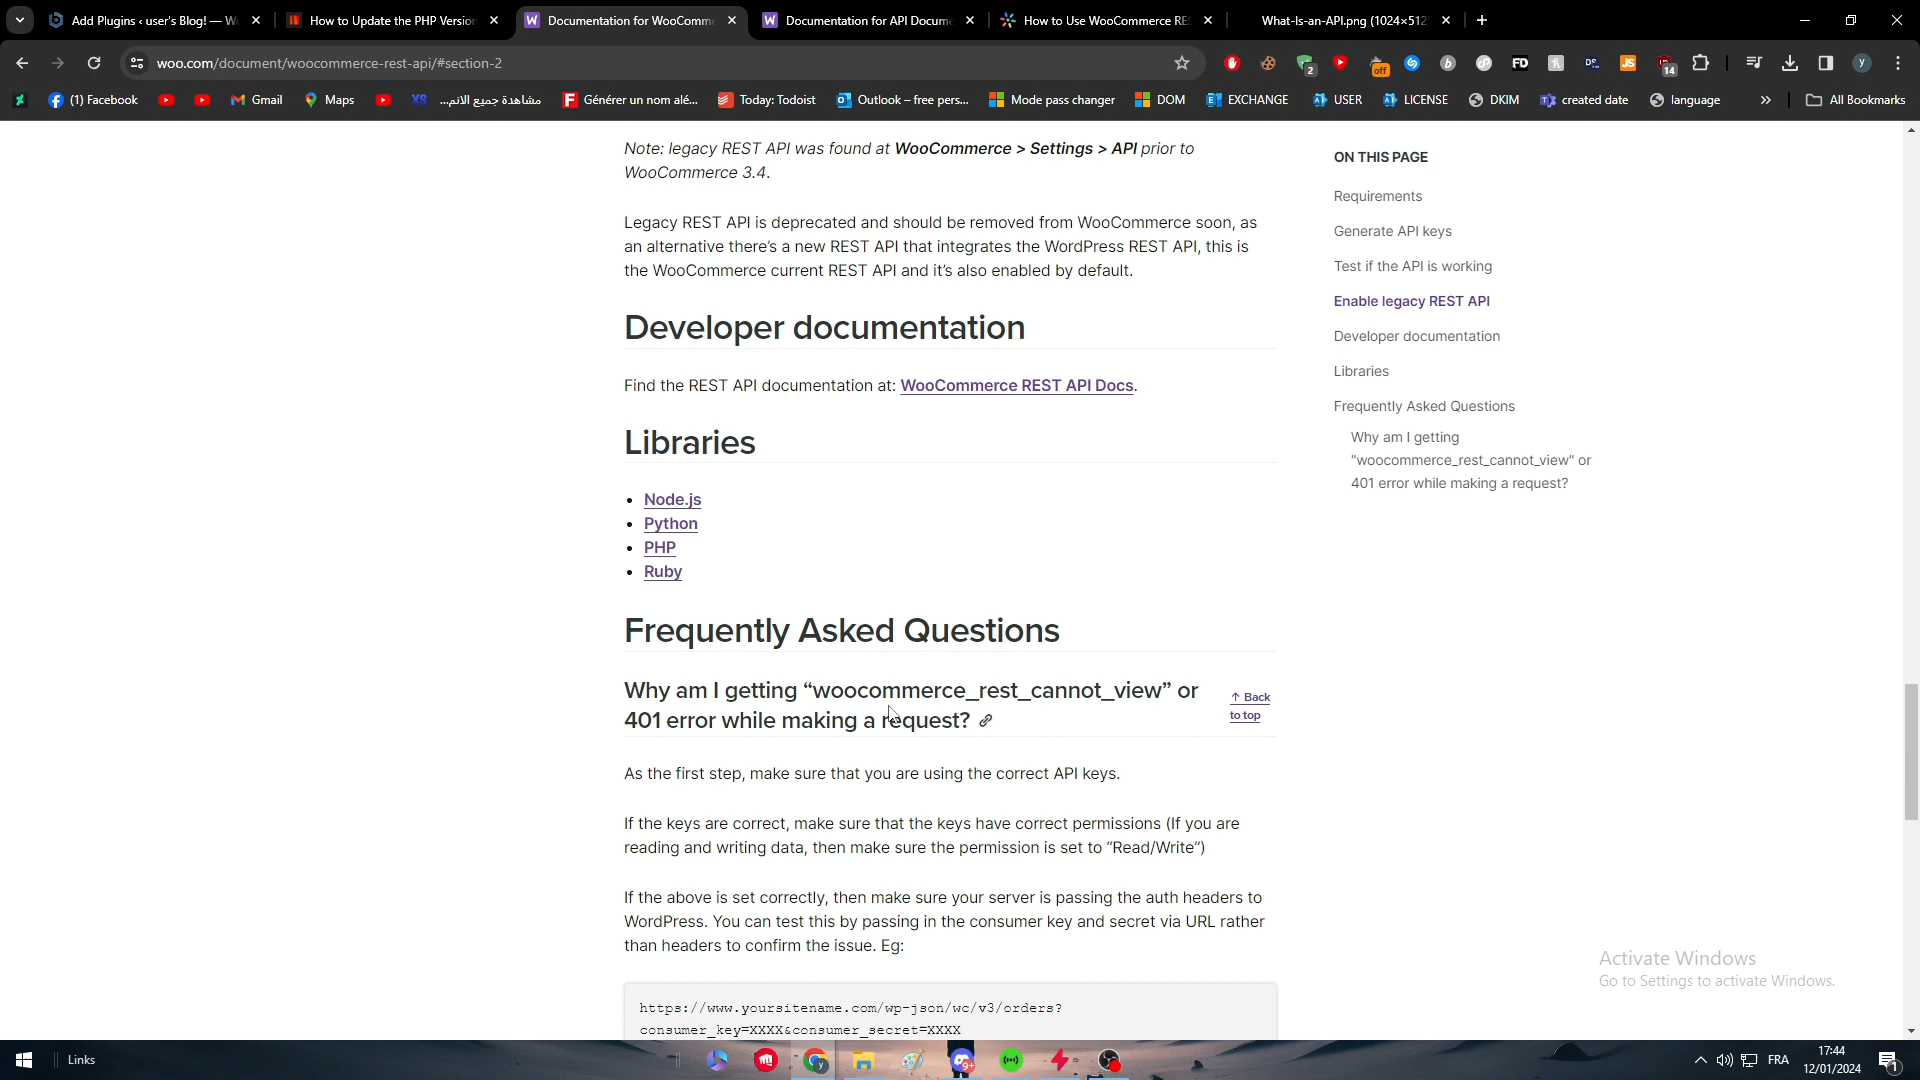 Add Plugins ‹ user's Blog! — W
How to Update the PHP Version
Documentation for WooComm
Documentation for API Docum
How to Use WooCommerce RE
What-Is-an-API.png (1024×512
woo.com/document/woocommerce-rest-api/#section-2
2
off
FD
JS
14
y
(1) Facebook
Gmail
Maps
مشاهدة جميع الانم...
Générer un nom alé...
Today: Todoist
Outlook – free pers...
Mode pass changer
DOM
EXCHANGE
USER
LICENSE
DKIM
created date
language
»
All Bookmarks
Note: legacy REST API was found at WooCommerce > Settings > API prior to
WooCommerce 3.4.
Legacy REST API is deprecated and should be removed from WooCommerce soon, as
an alternative there's a new REST API that integrates the WordPress REST API, this is
the WooCommerce current REST API and it's also enabled by default.
Developer documentation
Find the REST API documentation at: WooCommerce REST API Docs.
Libraries
• Node.js
• Python
• PHP
• Ruby
Frequently Asked Questions
Why am I getting “woocommerce_rest_cannot_view” or
401 error while making a request?
↑ Back
to top
As the first step, make sure that you are using the correct API keys.
If the keys are correct, make sure that the keys have correct permissions (If you are
reading and writing data, then make sure the permission is set to “Read/Write”)
If the above is set correctly, then make sure your server is passing the auth headers to
WordPress. You can test this by passing in the consumer key and secret via URL rather
than headers to confirm the issue. Eg:
https://www.yoursitename.com/wp-json/wc/v3/orders?
consumer_key=XXXX&consumer_secret=XXXX
ON THIS PAGE
Requirements
Generate API keys
Test if the API is working
Enable legacy REST API
Developer documentation
Libraries
Frequently Asked Questions
Why am I getting
"woocommerce_rest_cannot_view" or
401 error while making a request?
Activate Windows
Go to Settings to activate Windows.
Links
9+
FRA
17:44
12/01/2024
1